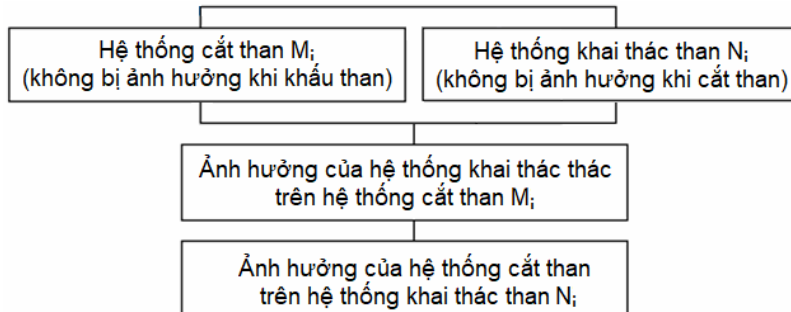 Hệ thống cắt than Mᵢ
(không bị ảnh hưởng khi khấu than)
Hệ thống khai thác than Nᵢ
(không bị ảnh hưởng khi cắt than)
Ảnh hưởng của hệ thống khai thác thác
trên hệ thống cắt than Mᵢ
Ảnh hưởng của hệ thống cắt than
trên hệ thống khai thác than Nᵢ